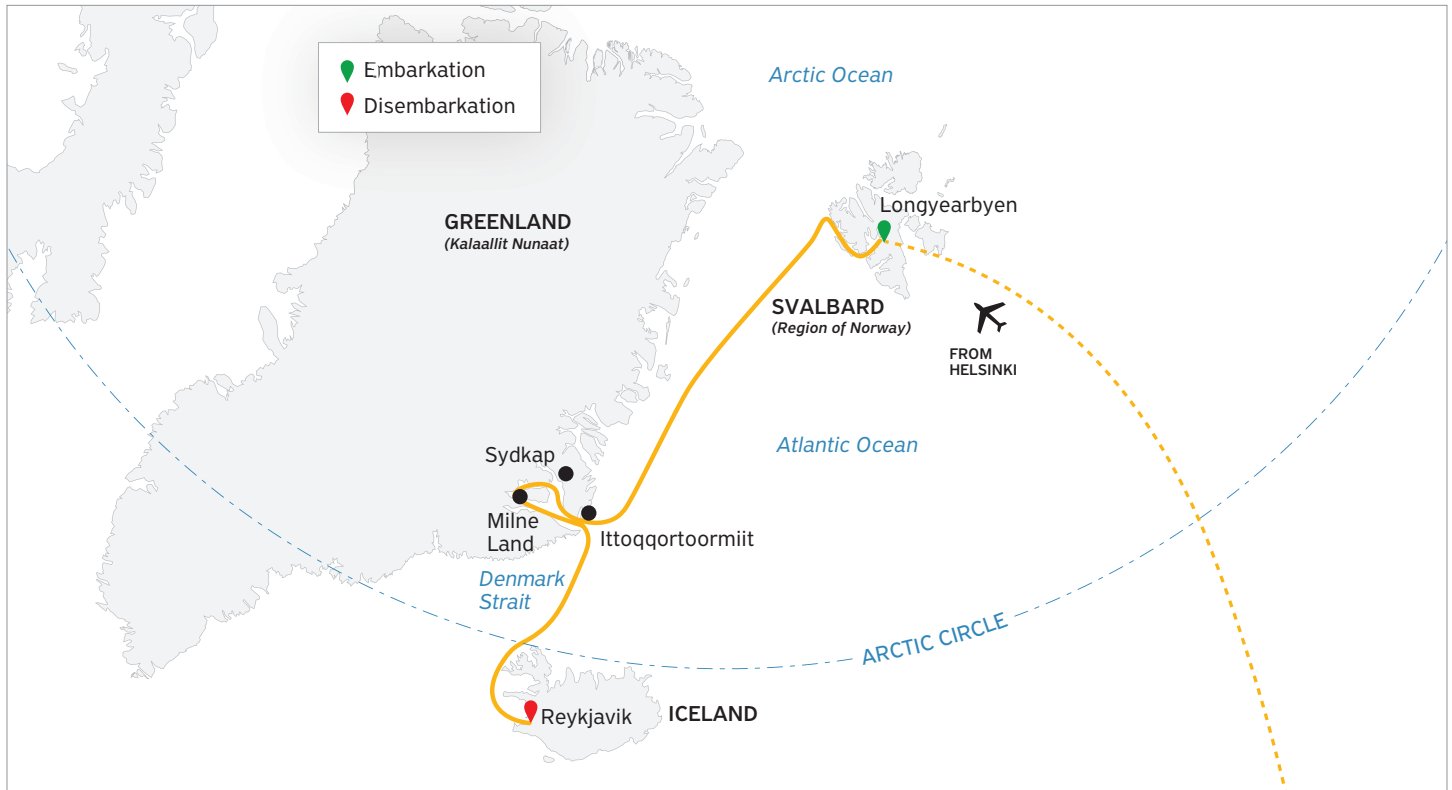 Embarkation
Disembarkation
Arctic Ocean
Longyearbyen
GREENLAND
(Kalaallit Nunaat)
SVALBARD
(Region of Norway)
FROM
HELSINKI
Atlantic Ocean
Sydkap
Milne
Land
Ittoqqortoormiit
Denmark
Strait
ARCTIC CIRCLE
Reykjavik
ICELAND